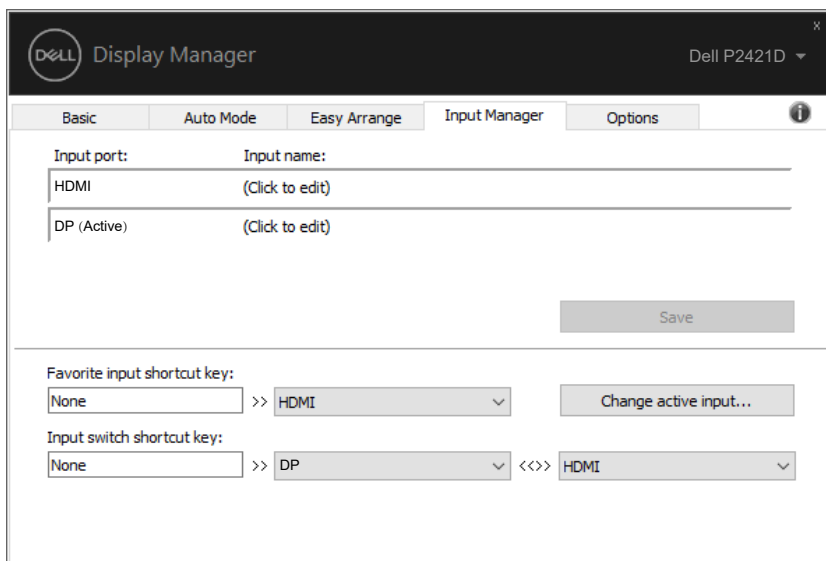 x
DELL Display Manager Dell P2421D
Basic Auto Mode Easy Arrange Input Manager Options i
Input port: Input name:
HDMI (Click to edit)
DP (Active) (Click to edit)
Save
Favorite input shortcut key:
None >> HDMI Change active input...
Input switch shortcut key:
None >> DP <<>> HDMI